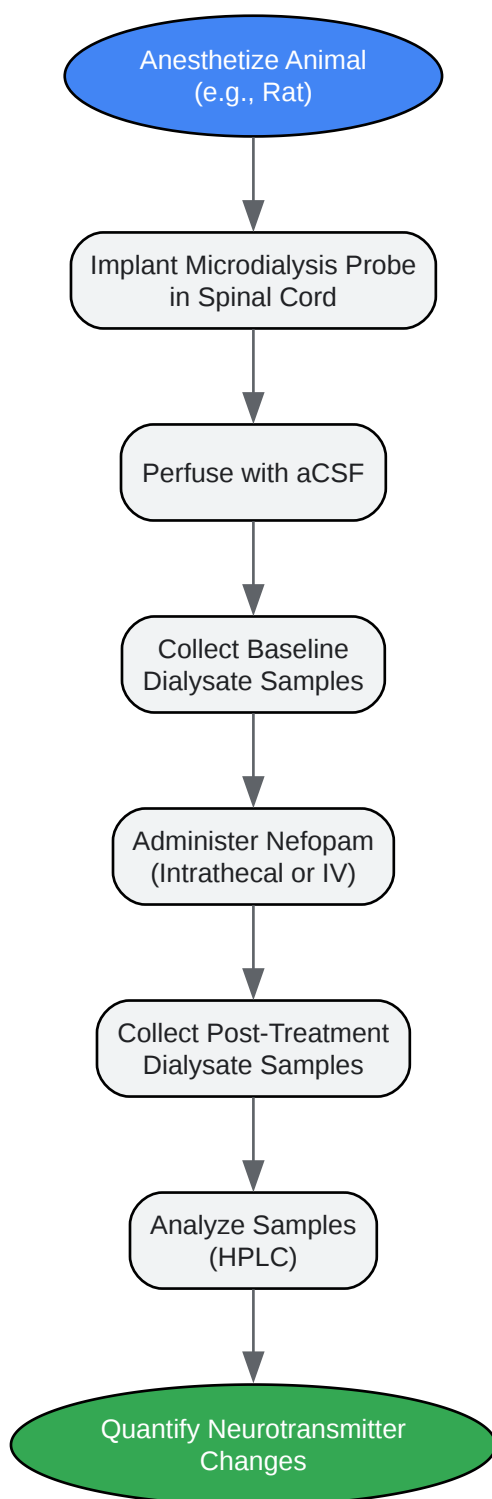 Anesthetize Animal
(e.g., Rat)
Implant Microdialysis Probe
in Spinal Cord
Perfuse with aCSF
Collect Baseline
Dialysate Samples
Administer Nefopam
(Intrathecal or IV)
Collect Post-Treatment
Dialysate Samples
Analyze Samples
(HPLC)
Quantify Neurotransmitter
Changes